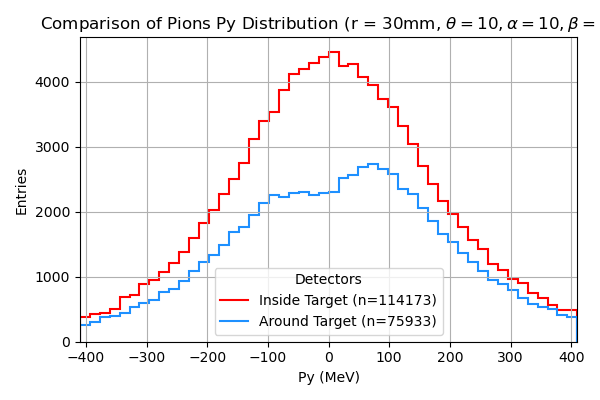 Comparison of Pions Py Distribution (r = 30mm, θ = 10, α = 10, β =
Entries
4000
3000
2000
1000
0
Detectors
Inside Target (n=114173)
Around Target (n=75933)
−400 −300 −200 −100 0 100 200 300 400
Py (MeV)